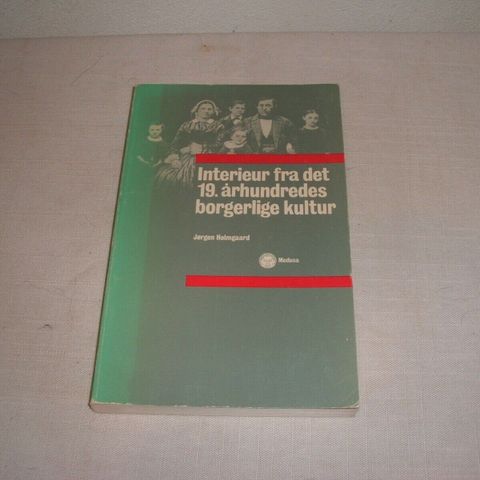 Interieur fra det
19. århundredes
borgerlige kultur
Jørgen Holmgaard
Medusa